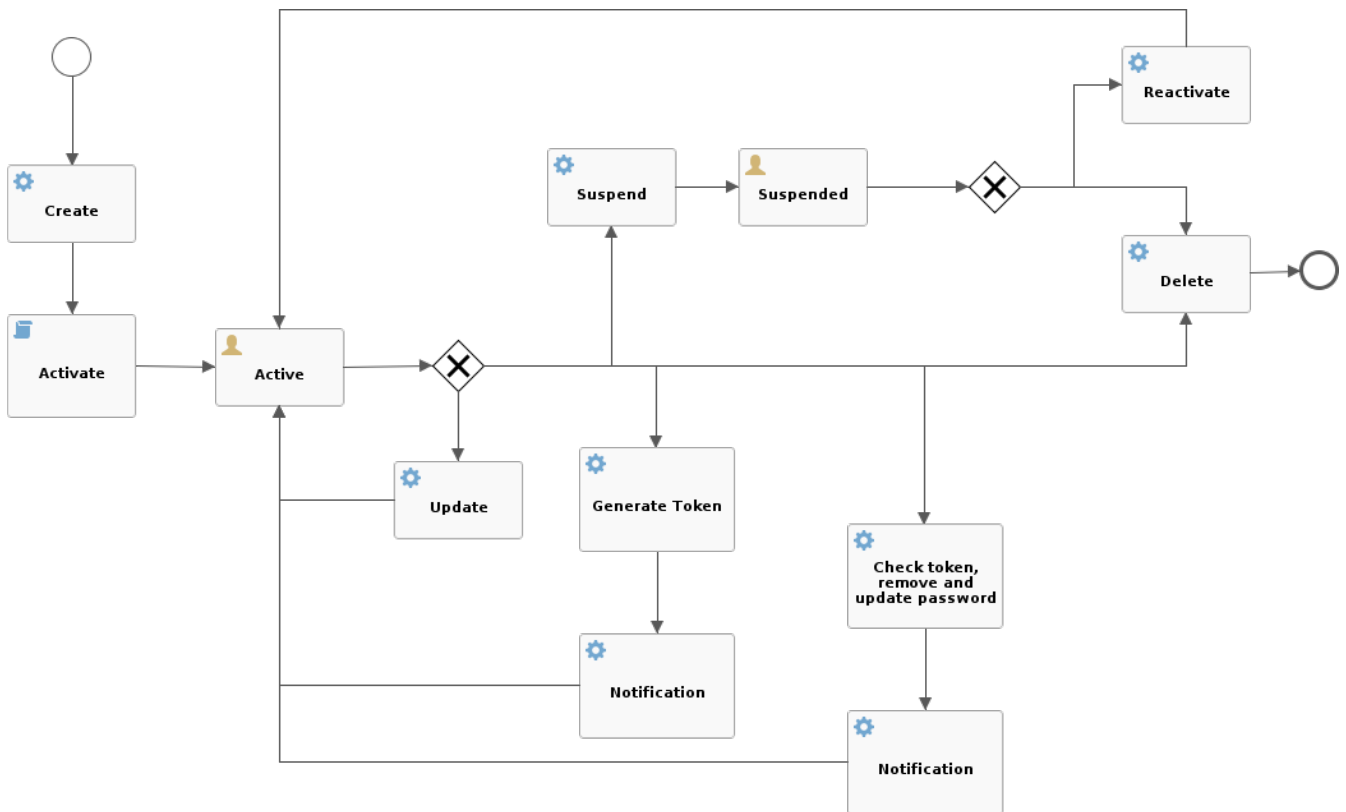 Reactivate
Suspend
Suspended
Create
Delete
Activate
Active
Update
Generate Token
Check token,
remove and
update password
Notification
Notification